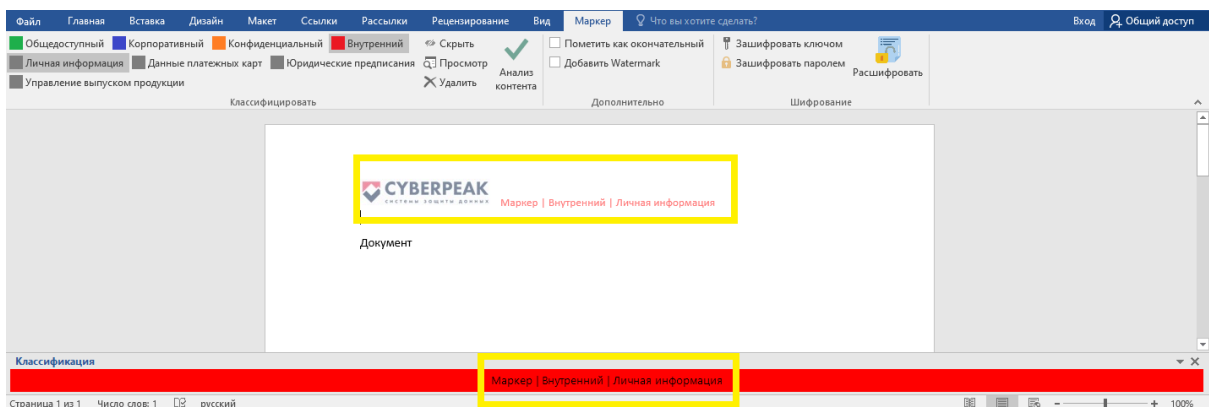 Файл Главная Вставка Дизайн Макет Ссылки Рассылки Рецензирование Вид Маркер Что вы хотите сделать? Вход Общий доступ
Общедоступный Корпоративный Конфиденциальный Внутренний Скрыть Пометить как окончательный Зашифровать ключом
Личная информация Данные платежных карт Юридические предписания Просмотр Анализ контента Добавить Watermark Зашифровать паролем Расшифровать
Управление выпуском продукции Удалить
Классифицировать Дополнительно Шифрование
CYBERPEAK
СИСТЕМЫ ЗАЩИТЫ ДАННЫХ
Маркер | Внутренний | Личная информация
Документ
Классификация
Маркер | Внутренний | Личная информация
Страница 1 из 1 Число слов: 1 русский 100%